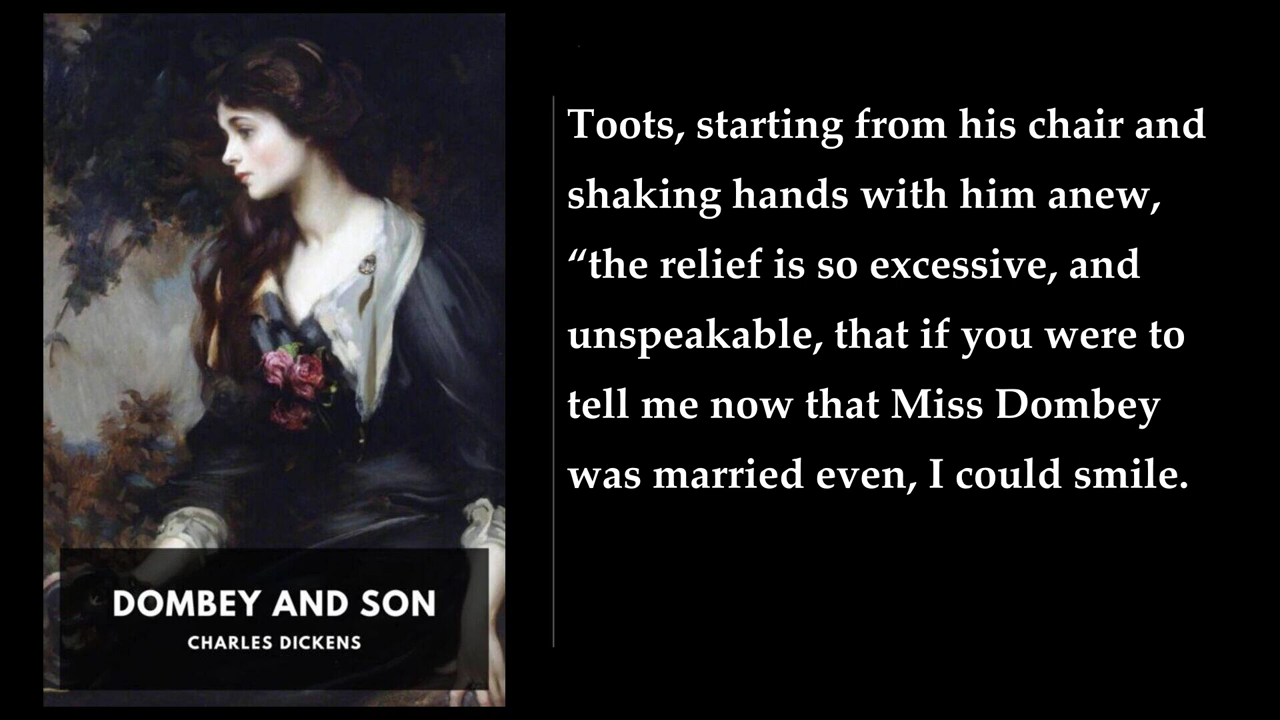 Toots, starting from his chair and
shaking hands with him anew,
“the relief is so excessive, and
unspeakable, that if you were to
tell me now that Miss Dombey
was married even, I could smile.
DOMBEY AND SON
CHARLES DICKENS